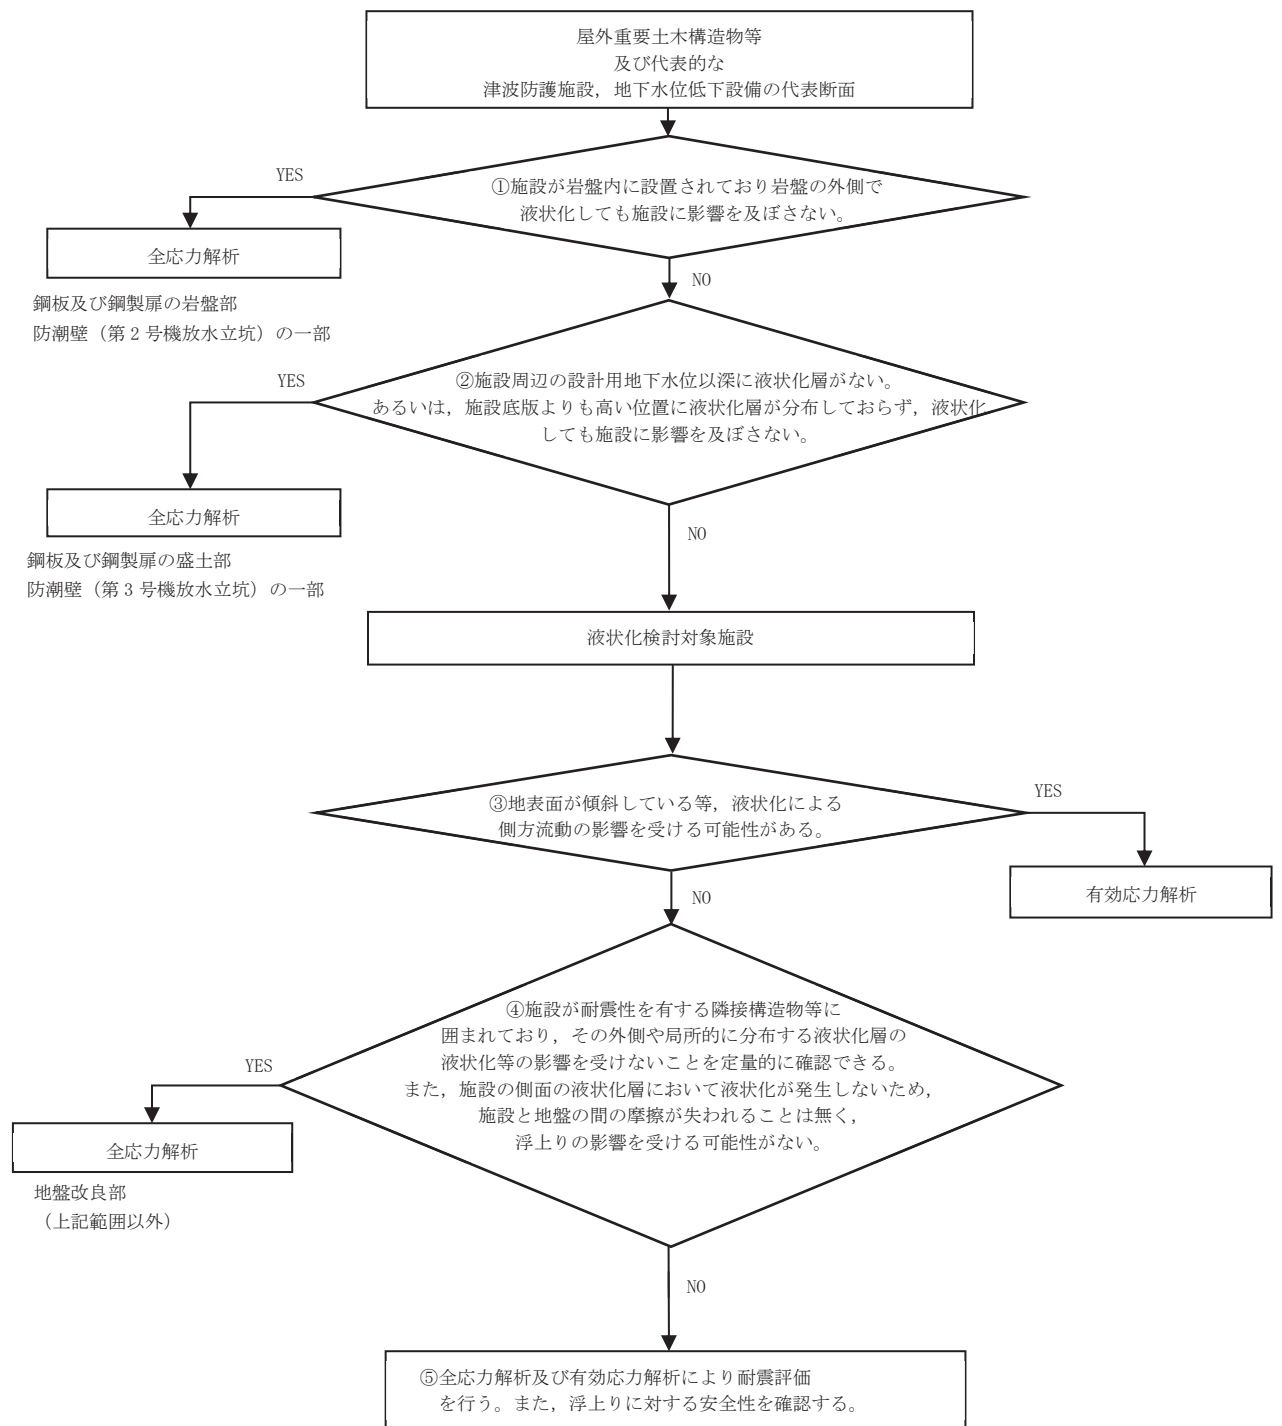 屋外重要土木構造物等
及び代表的な
津波防護施設，地下水位低下設備の代表断面
YES
①施設が岩盤内に設置されており岩盤の外側で
液状化しても施設に影響を及ぼさない。
全応力解析
NO
鋼板及び鋼製扉の岩盤部
防潮壁（第２号機放水立坑）の一部
YES
②施設周辺の設計用地下水位以深に液状化層がない。
あるいは，施設底版よりも高い位置に液状化層が分布しておらず，液状化
しても施設に影響を及ぼさない。
全応力解析
NO
鋼板及び鋼製扉の盛土部
防潮壁（第３号機放水立坑）の一部
液状化検討対象施設
YES
③地表面が傾斜している等，液状化による
側方流動の影響を受ける可能性がある。
有効応力解析
NO
④施設が耐震性を有する隣接構造物等に
囲まれており，その外側や局所的に分布する液状化層の
液状化等の影響を受けないことを定量的に確認できる。
YES
また，施設の側面の液状化層において液状化が発生しないため，
施設と地盤の間の摩擦が失われることは無く，
浮上りの影響を受ける可能性がない。
全応力解析
地盤改良部
（上記範囲以外）
NO
⑤全応力解析及び有効応力解析により耐震評価
を行う。また，浮上りに対する安全性を確認する。